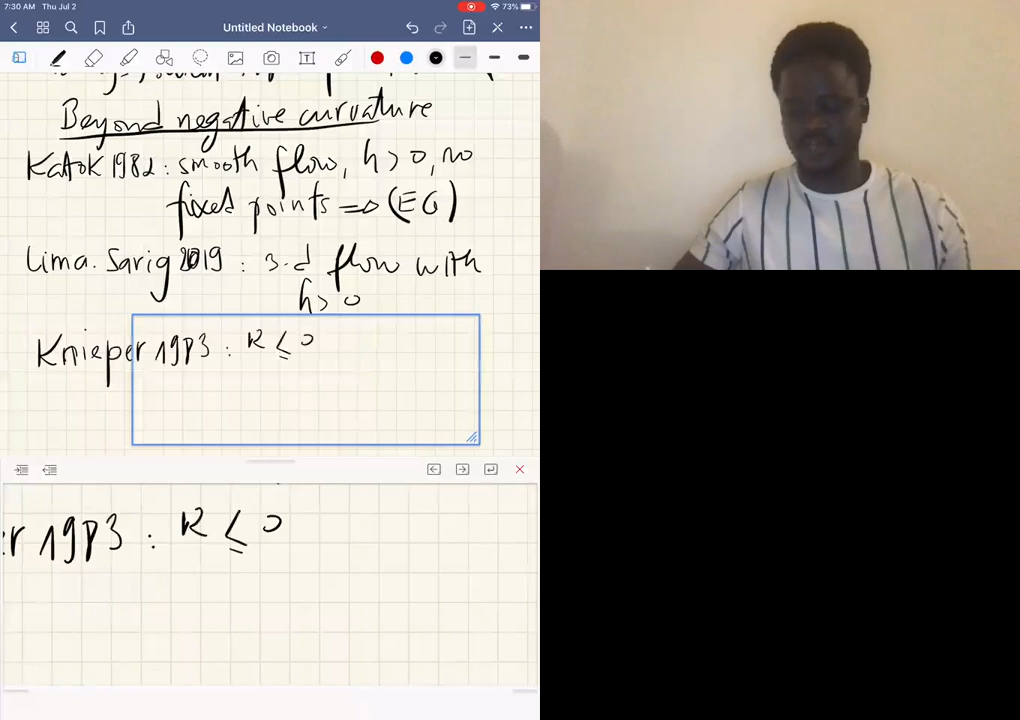 7:30 AM Thu Jul 2
73%
Untitled Notebook
Beyond negative curvature
Katok 1982: smooth flow, h > 0, no
fixed points => (EG)
Lima. Sarig 2019 : 3-d flow with
h > 0
Knieper 1983 : K ≤ 0
er 1983 : K ≤ 0